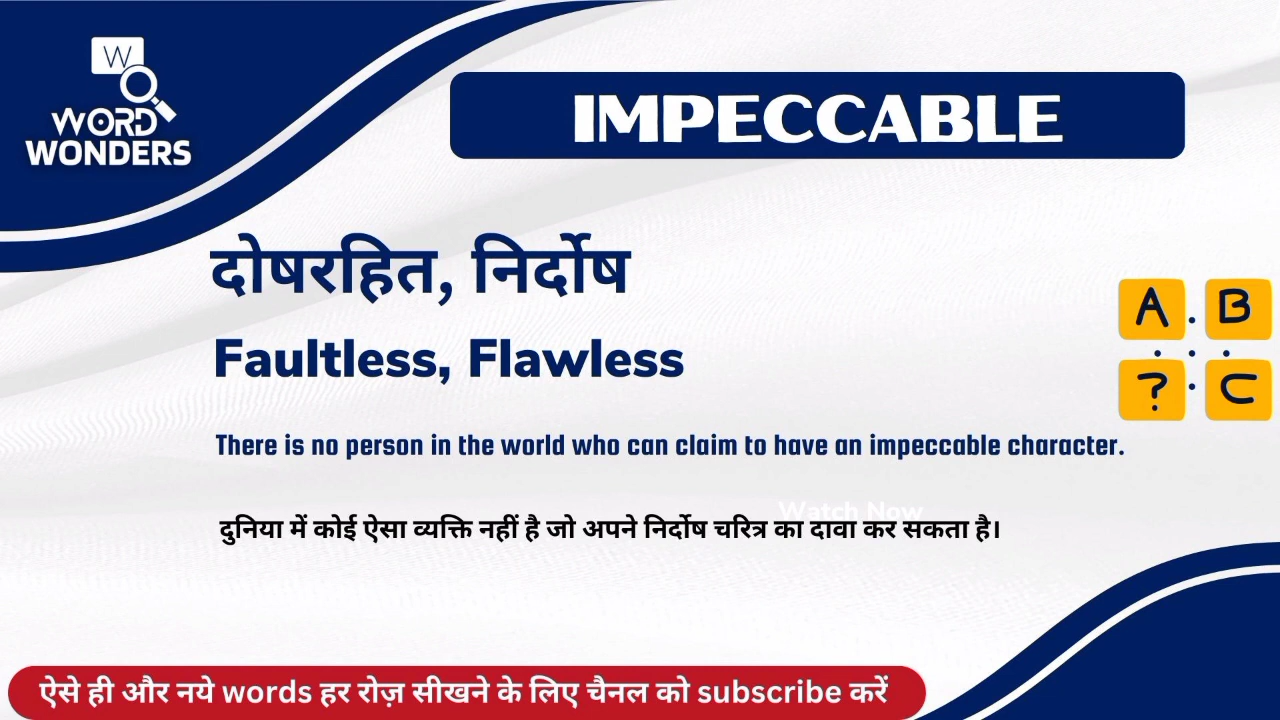 W
WORD
WONDERS
IMPECCABLE
दोषरहित, निर्दोष
Faultless, Flawless
A B
? C
There is no person in the world who can claim to have an impeccable character.
Watch Now
दुनिया में कोई ऐसा व्यक्ति नहीं है जो अपने निर्दोष चरित्र का दावा कर सकता है।
ऐसे ही और नये words हर रोज़ सीखने के लिए चैनल को subscribe करें